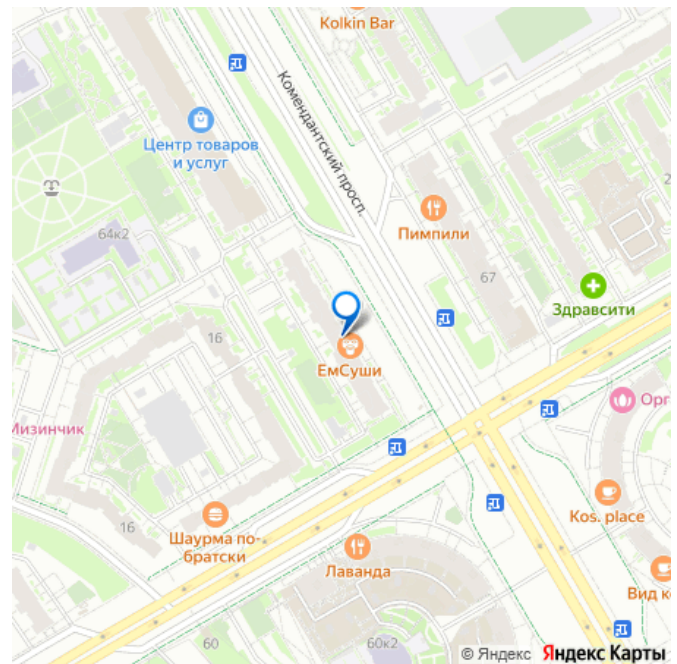 Kolkin Bar
Комендантский просп.
Центр товаров
и услуг
64к2
Пимпили
67
2
Здравсити
16
ЕмСуши
Мизинчик
Орг
16
Шаурма по-
братски
Kos. place
Лаванда
Вид к
60
60к2
© Яндекс Яндекс Карты